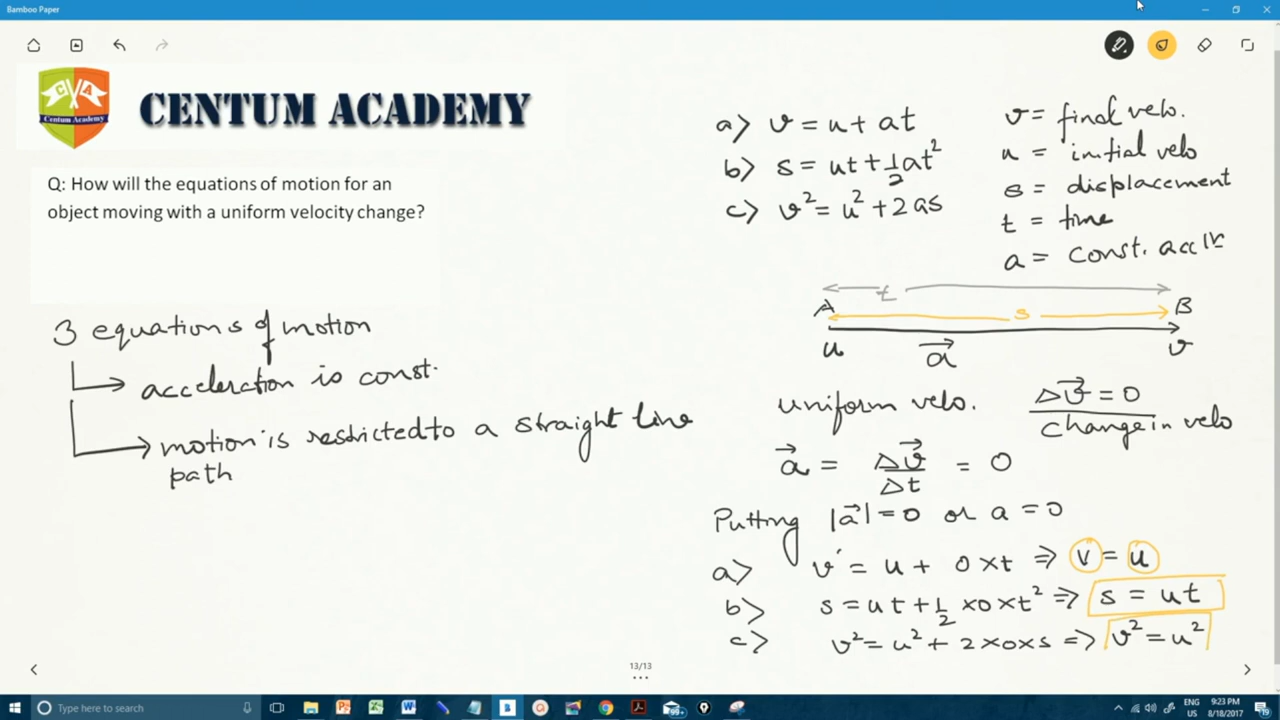 Bamboo Paper
CENTUM ACADEMY
Centum Academy
Q: How will the equations of motion for an
object moving with a uniform velocity change?
3 equations of motion
acceleration is const.
motion is restricted to a straight line
path
a) v = u + at
b) s = ut + 1/2 at²
c) v² = u² + 2as
v = final velo.
u = initial velo
s = displacement
t = time
a = const. accln
t
A s B
u a⃗ v
uniform velo. Δv⃗ = 0
change in velo
a⃗ = Δv⃗/Δt = 0
Putting |a⃗| = 0 or a = 0
a) v = u + 0 × t ⇒ v = u
b) s = ut + 1/2 × 0 × t² ⇒ s = ut
c) v² = u² + 2 × 0 × s ⇒ v² = u²
13/13
Type here to search
99+
ENG
US
9:23 PM
8/18/2017
19